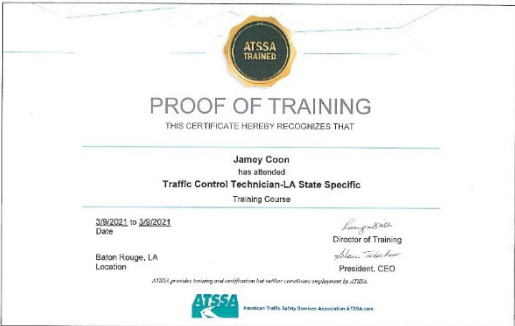 ATSSA
TRAINED
PROOF OF TRAINING
THIS CERTIFICATE HEREBY RECOGNIZES THAT
Jamey Coon
has attended
Traffic Control Technician-LA State Specific
Training Course
3/9/2021 to 3/9/2021
Date
Director of Training
Baton Rouge, LA
Location
President, CEO
ATSSA provides training and certification but neither constitutes employment by ATSSA.
ATSSA American Traffic Safety Services Association ATSSA.com